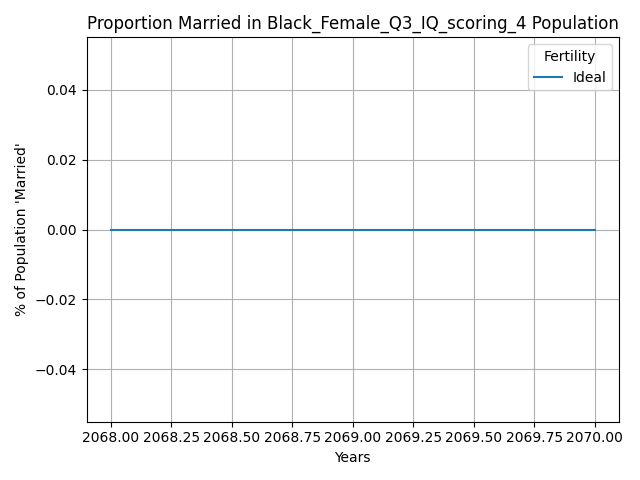 Proportion Married in Black_Female_Q3_IQ_scoring_4 Population
Fertility
Ideal
% of Population 'Married'
0.04
0.02
0.00
−0.02
−0.04
2068.00 2068.25 2068.50 2068.75 2069.00 2069.25 2069.50 2069.75 2070.00
Years